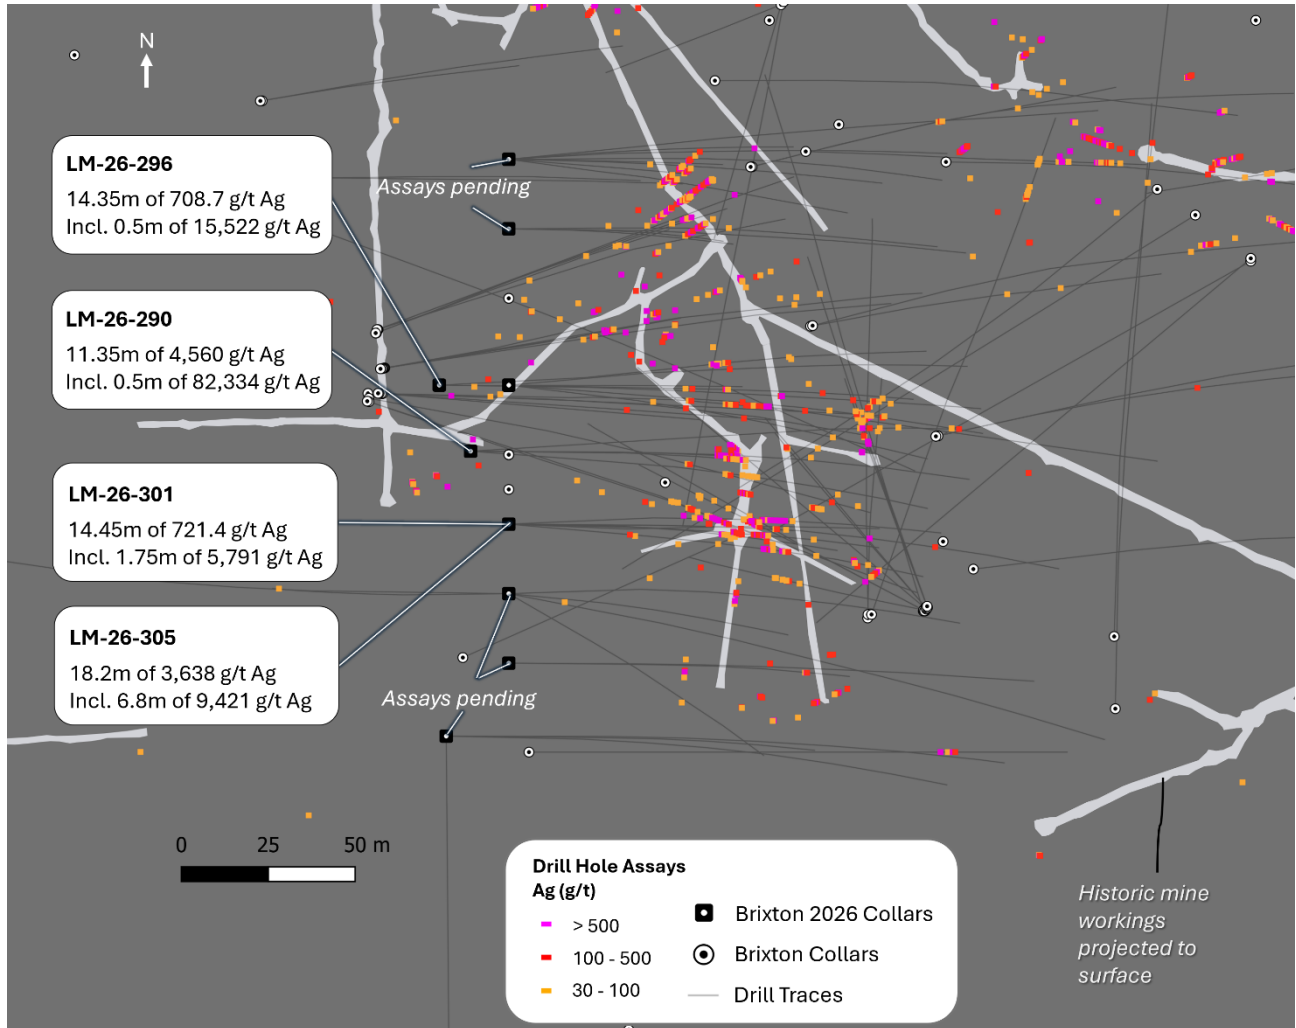 N
LM-26-296
14.35m of 708.7 g/t Ag
Incl. 0.5m of 15,522 g/t Ag
Assays pending
LM-26-290
11.35m of 4,560 g/t Ag
Incl. 0.5m of 82,334 g/t Ag
LM-26-301
14.45m of 721.4 g/t Ag
Incl. 1.75m of 5,791 g/t Ag
LM-26-305
18.2m of 3,638 g/t Ag
Incl. 6.8m of 9,421 g/t Ag
Assays pending
0 25 50 m
Drill Hole Assays
Ag (g/t)
> 500
100 - 500
30 - 100
Brixton 2026 Collars
Brixton Collars
Drill Traces
Historic mine
workings
projected to
surface